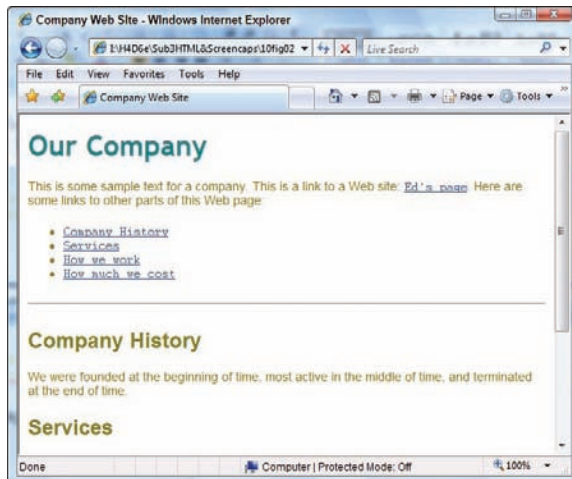 Company Web Site - Windows Internet Explorer
I:\H4D6e\Sub3HTML&Screencaps\10fig02 Live Search
File Edit View Favorites Tools Help
Company Web Site Page Tools
Our Company
This is some sample text for a company. This is a link to a Web site: Ed's page. Here are
some links to other parts of this Web page
Company History
Services
How we work
How much we cost
Company History
We were founded at the beginning of time, most active in the middle of time, and terminated
at the end of time.
Services
Done Computer | Protected Mode: Off 100%